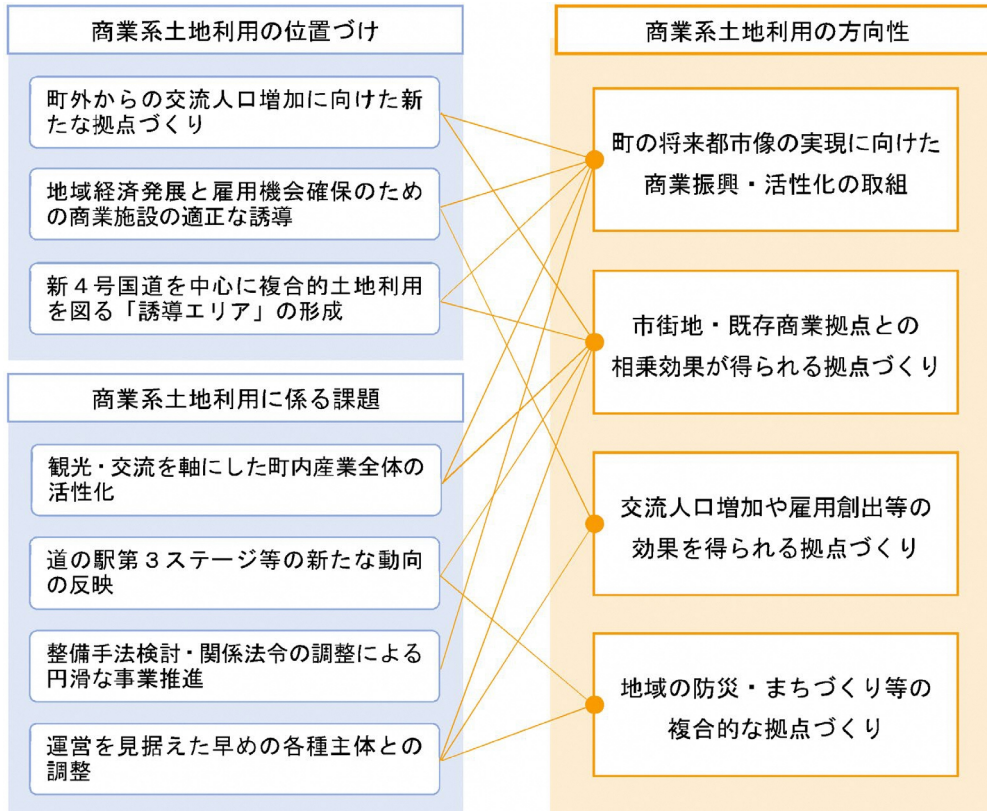 商業系土地利用の位置づけ
町外からの交流人口増加に向けた新
たな拠点づくり
地域経済発展と雇用機会確保のため
の商業施設の適正な誘導
新４号国道を中心に複合的土地利用
を図る「誘導エリア」の形成
商業系土地利用に係る課題
観光・交流を軸にした町内産業全体の
活性化
道の駅第３ステージ等の新たな動向
の反映
整備手法検討・関係法令の調整による
円滑な事業推進
運営を見据えた早めの各種主体との
調整
商業系土地利用の方向性
町の将来都市像の実現に向けた
商業振興・活性化の取組
市街地・既存商業拠点との
相乗効果が得られる拠点づくり
交流人口増加や雇用創出等の
効果を得られる拠点づくり
地域の防災・まちづくり等の
複合的な拠点づくり